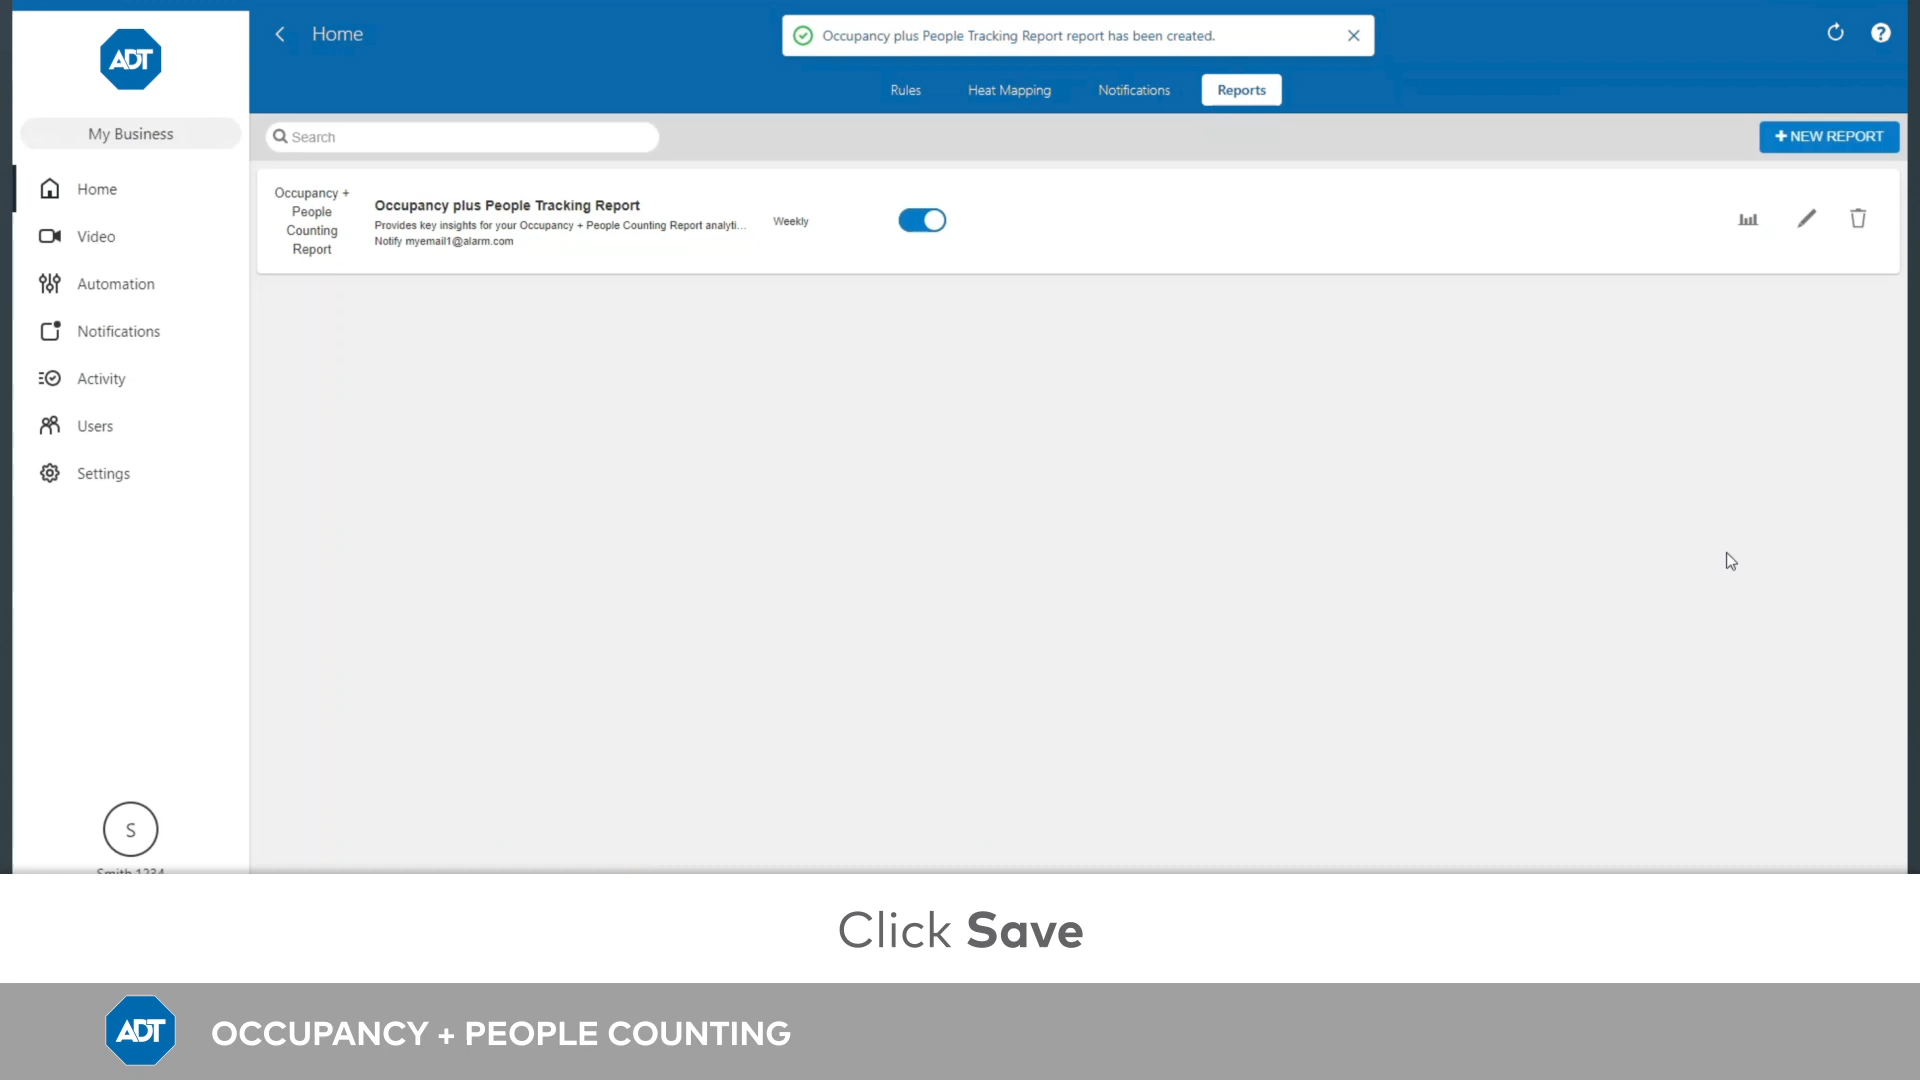 ADT
Home
Occupancy plus People Tracking Report report has been created.
Rules
Heat Mapping
Notifications
Reports
My Business
Search
+ NEW REPORT
Home
Video
Automation
Notifications
Activity
Users
Settings
Occupancy +
People
Counting
Report
Occupancy plus People Tracking Report
Provides key insights for your Occupancy + People Counting Report analyti...
Notify myemail1@alarm.com
Weekly
S
Smith 1234
Click Save
ADT
OCCUPANCY + PEOPLE COUNTING